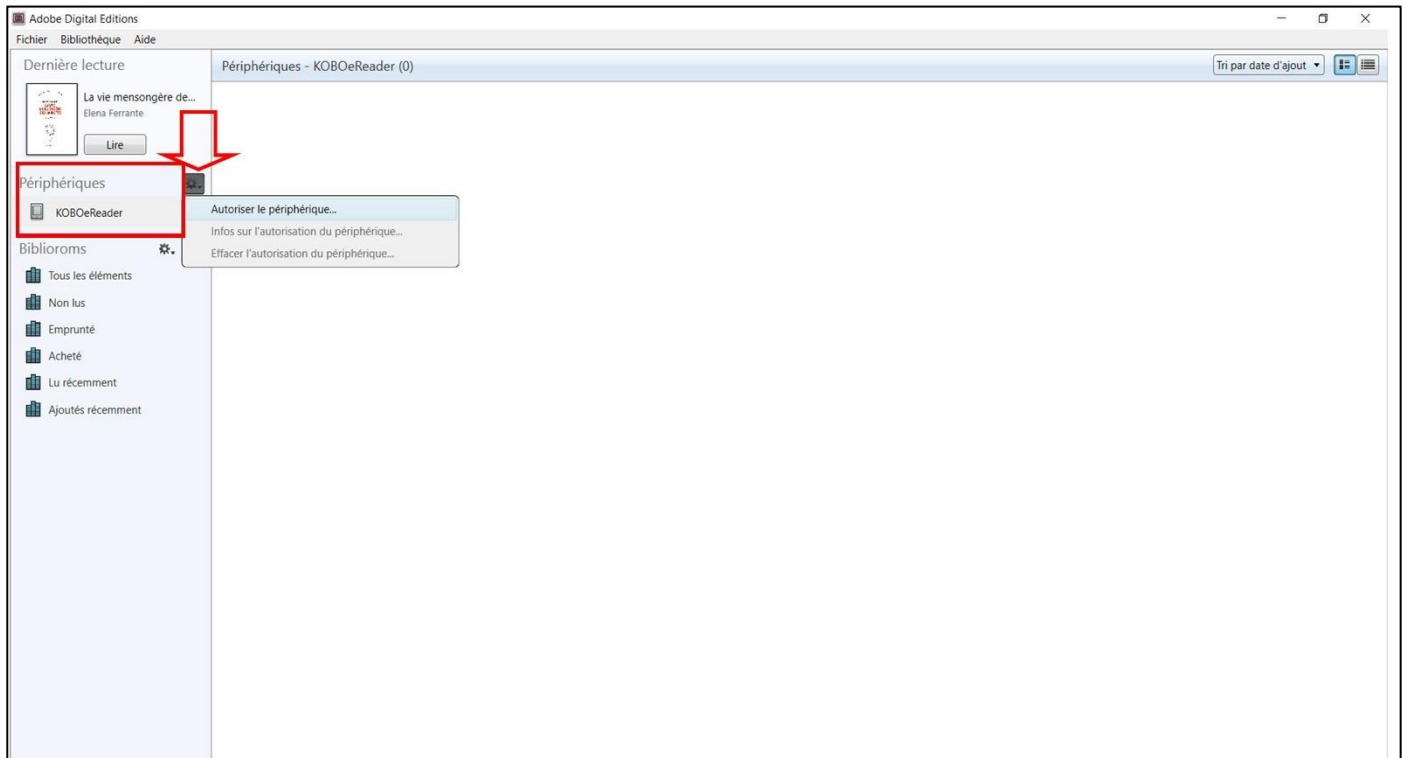 Adobe Digital Editions
Fichier Bibliothèque Aide
Dernière lecture
La vie mensongère de...
Elena Ferrante
Lire
Périphériques - KOBOeReader (0)
Tri par date d'ajout
Périphériques
KOBOeReader
Autoriser le périphérique...
Infos sur l'autorisation du périphérique...
Effacer l'autorisation du périphérique...
Biblioroms
Tous les éléments
Non lus
Emprunté
Acheté
Lu récemment
Ajoutés récemment